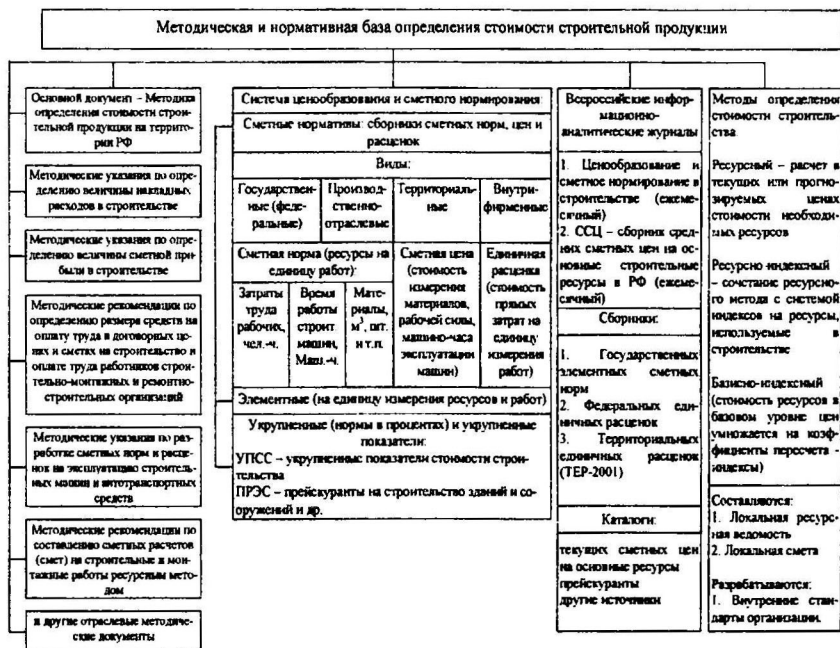 Методическая и нормативная база определения стоимости строительной продукции
Основной документ – Методика
определения стоимости строи-
тельной продукции на террито-
рии РФ
Методические указания по опре-
делению величины накладных
расходов в строительстве
Методические указания по опре-
делению величины сметной при-
были в строительстве
Методические рекомендации по
определению размера средств на
оплату труда в договорных це-
нах и сметах на строительство и
оплате труда работников строи-
тельно-монтажных и ремонтно-
строительных организаций
Методические указания по раз-
работке сметных норм и расце-
нок на эксплуатацию строитель-
ных машин и автотранспортных
средств
Методические рекомендации по
составлению сметных расчетов
(смет) на строительные и мон-
тажные работы ресурсным мето-
дом
и другие отраслевые методиче-
ские документы
Система ценообразования и сметного нормирования:
Сметные нормативы: сборники сметных норм, цен и
расценок
Виды:
Государствен-
ные (феде-
ральные)
Производ-
ственно-
отраслевые
Территориаль-
ные
Внутри-
фирменные
Сметная норма (ресурсы на
единицу работ):
Затраты
труда
рабочих,
чел.-ч.
Время
работы
строит
машин,
Маш.-ч.
Мате-
риалы,
м³, шт.
и т.п.
Сметная цена
(стоимость
измерения
материалов,
рабочей силы,
машино-часа
эксплуатации
машин)
Единичная
расценка
(стоимость
прямых
затрат на
единицу
измерения
работ)
Элементные (на единицу измерения ресурсов и работ)
Укрупненные (нормы в процентах) и укрупненные
показатели:
УПСС – укрупненные показатели стоимости строи-
тельства
ПРЭС – прейскуранты на строительство зданий и со-
оружений и др.
Всероссийские инфор-
мационно-
аналитические журналы
1. Ценообразование и
сметное нормирование в
строительстве (ежеме-
сячный)
2. ССЦ – сборник сред-
них сметных цен на ос-
новные строительные
ресурсы в РФ (ежеме-
сячный)
Сборники:
1. Государственных
элементных сметных
норм
2. Федеральных еди-
ничных расценок
3. Территориальных
единичных расценок
(ТЕР-2001)
Каталоги:
текущих сметных цен
на основные ресурсы
прейскуранты
другие источники
Методы определения
стоимости строитель-
ства
Ресурсный – расчет в
текущих или прогно-
зируемых ценах
стоимости необходи-
мых ресурсов
Ресурсно-индексный
– сочетание ресурсно-
го метода с системой
индексов на ресурсы,
используемые в
строительстве
Базисно-индексный
(стоимость ресурсов в
базовом уровне цен
умножается на коэф-
фициенты пересчета -
индексы)
Составляются:
1. Локальная ресурс-
ная ведомость
2. Локальная смета
Разрабатываются:
1. Внутренние стан-
дарты организации.